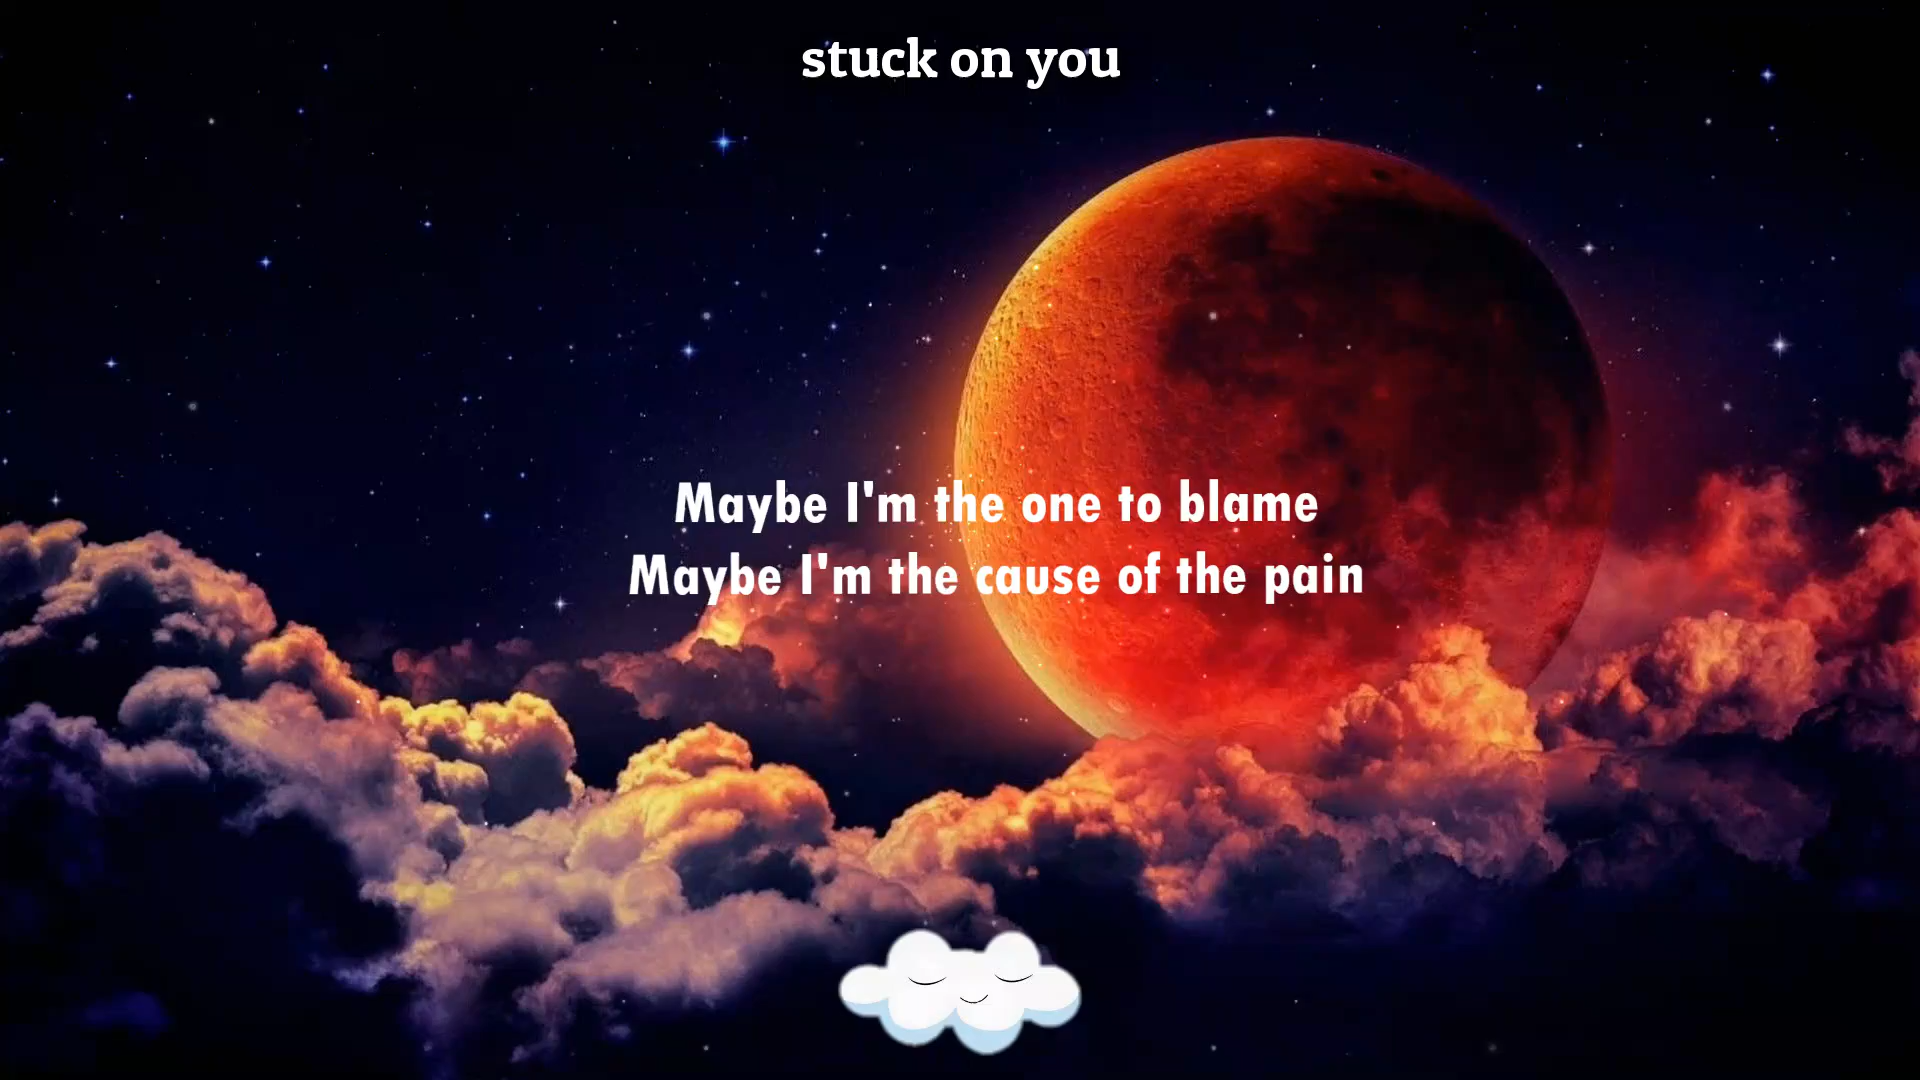 stuck on you
Maybe I'm the one to blame
Maybe I'm the cause of the pain